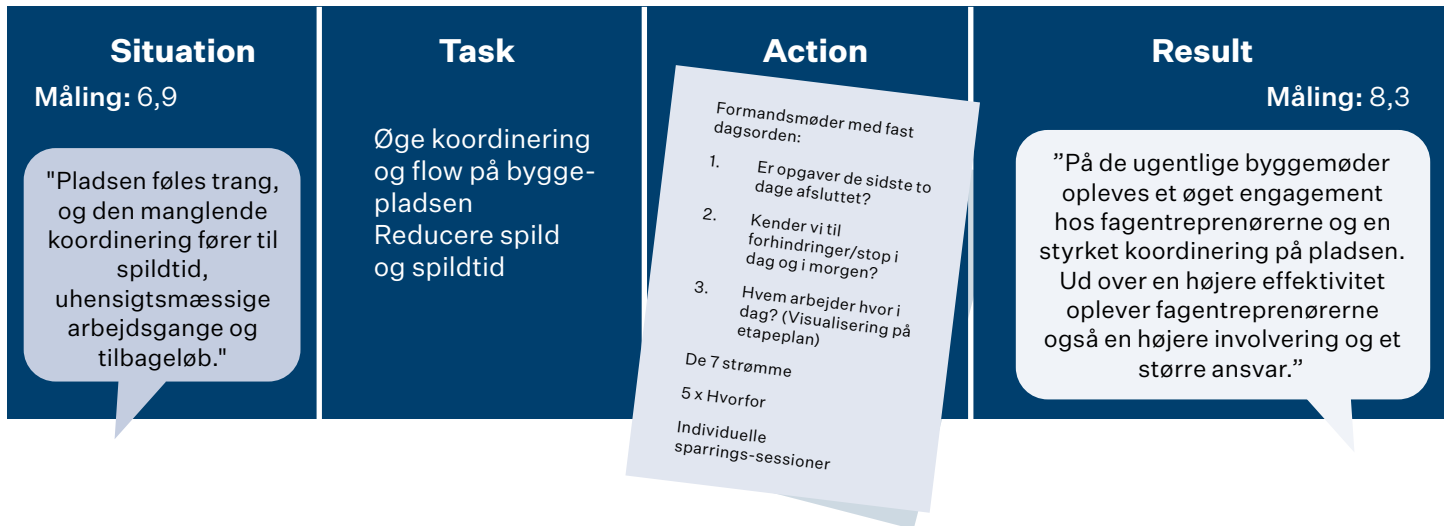 Situation
Måling: 6,9
"Pladsen føles trang,
og den manglende
koordinering fører til
spildtid,
uhensigtsmæssige
arbejdsgange og
tilbageløb."
Task
Øge koordinering
og flow på bygge-
pladsen
Reducere spild
og spildtid
Action
Formandsmøder med fast
dagsorden:
1. Er opgaver de sidste to
dage afsluttet?
2. Kender vi til
forhindringer/stop i
dag og i morgen?
3. Hvem arbejder hvor i
dag? (Visualisering på
etapeplan)
De 7 strømme
5 x Hvorfor
Individuelle
sparrings-sessioner
Result
Måling: 8,3
”På de ugentlige byggemøder
opleves et øget engagement
hos fagentreprenørerne og en
styrket koordinering på pladsen.
Ud over en højere effektivitet
oplever fagentreprenørerne
også en højere involvering og et
større ansvar.”